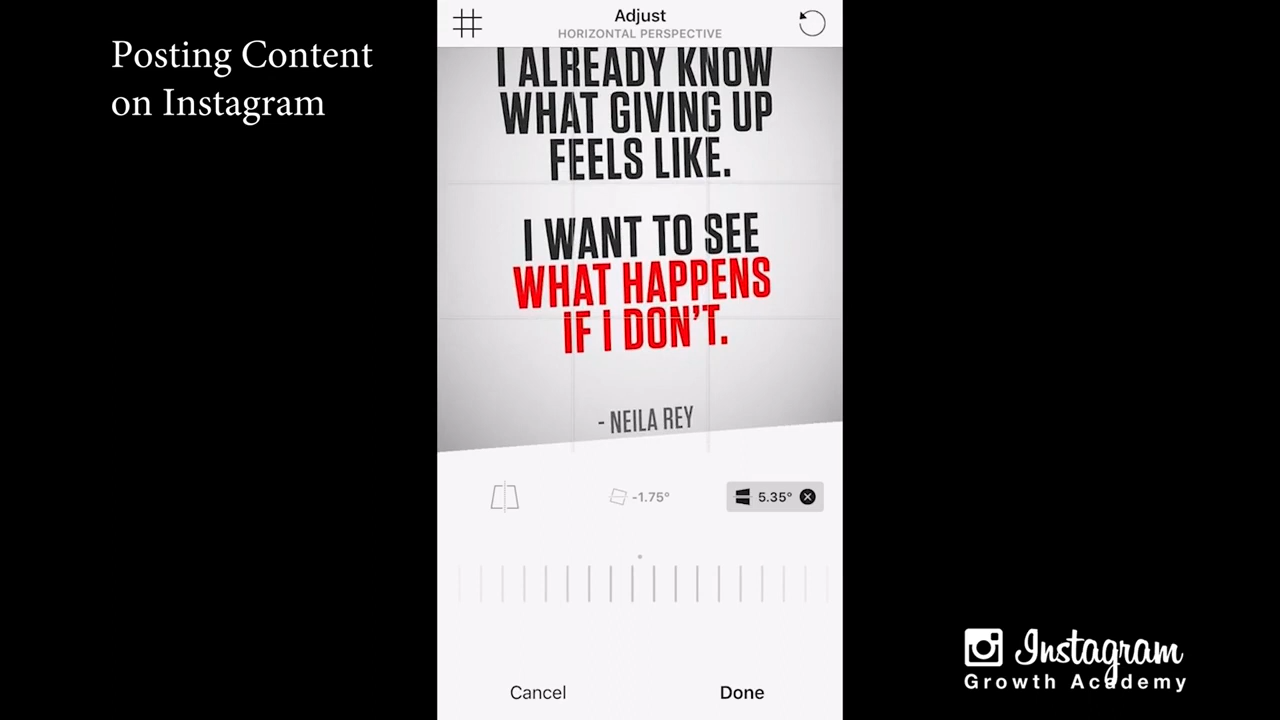 Posting Content
on Instagram
Adjust
HORIZONTAL PERSPECTIVE
I ALREADY KNOW
WHAT GIVING UP
FEELS LIKE.
I WANT TO SEE
WHAT HAPPENS
IF I DON'T.
- NEILA REY
-1.75°
5.35°
Cancel
Done
Instagram
Growth Academy